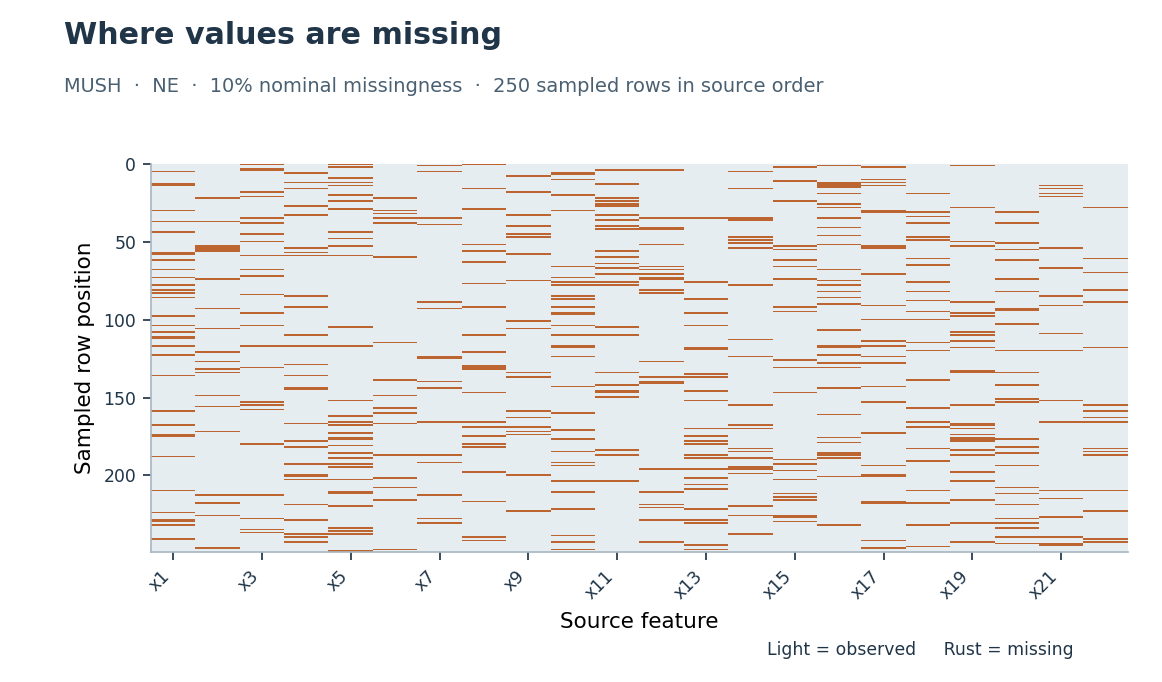 Where values are missing
MUSH · NE · 10% nominal missingness · 250 sampled rows in source order
0
50
100
150
200
Sampled row position
x1 x3 x5 x7 x9 x11 x13 x15 x17 x19 x21
Source feature
Light = observed Rust = missing